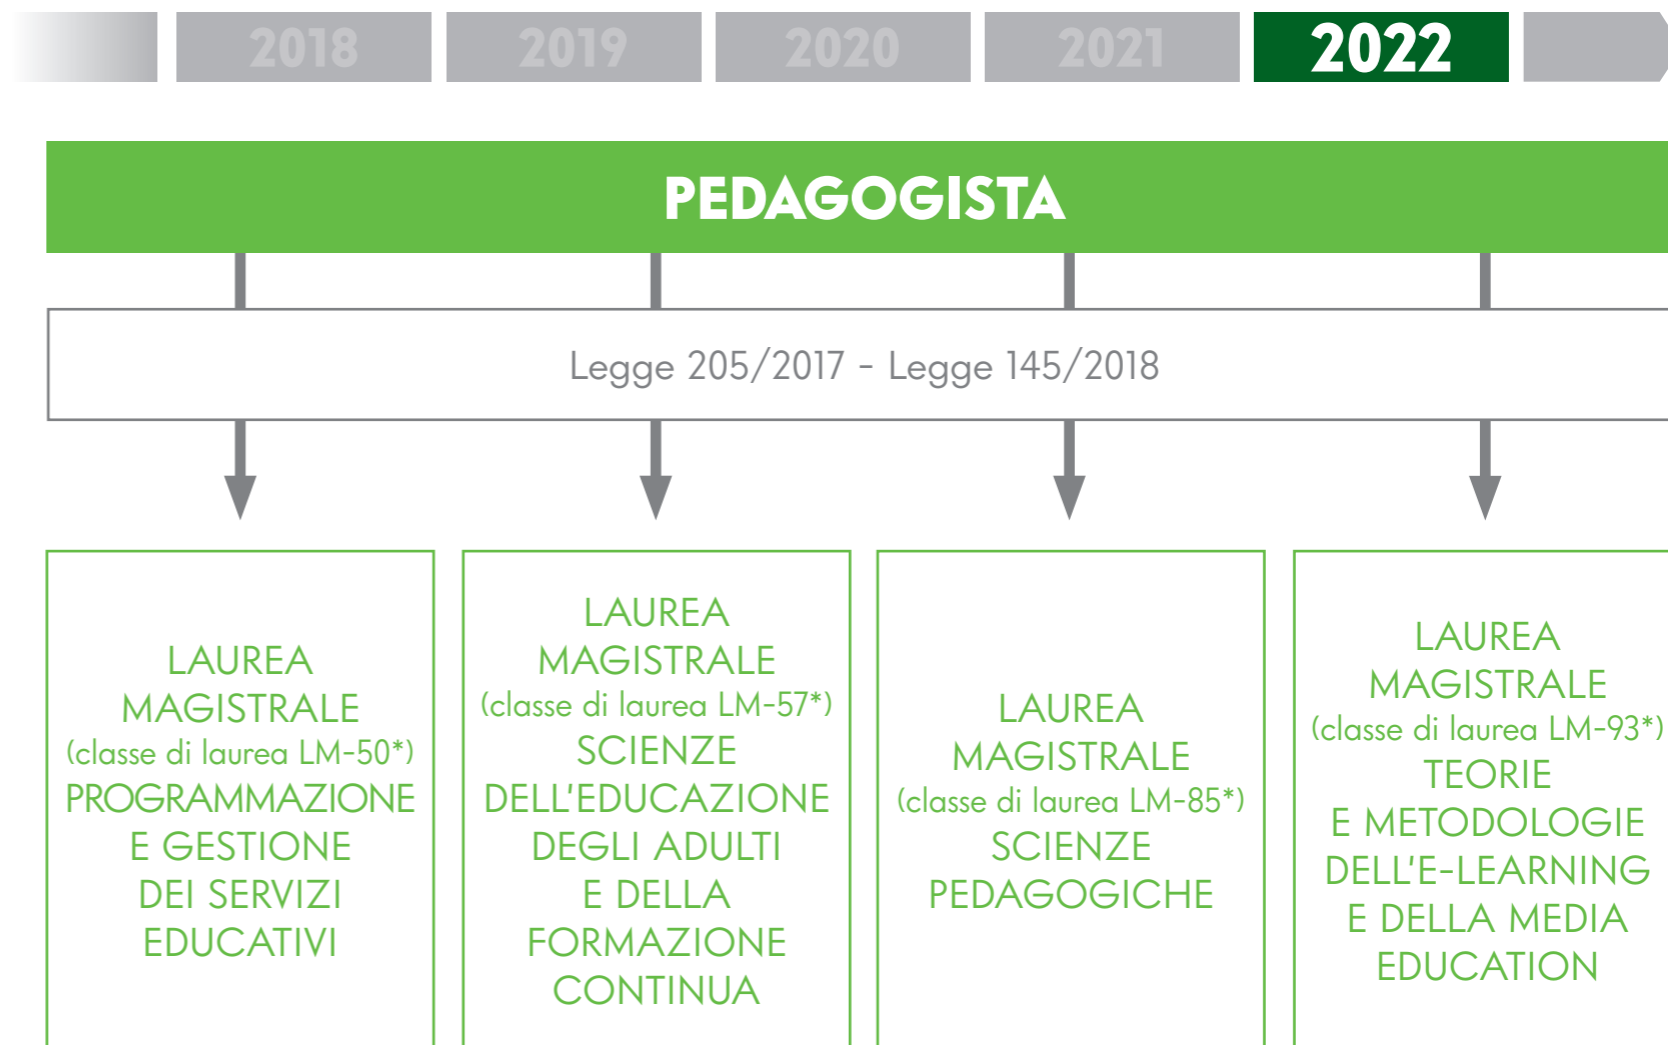 2018 2019 2020 2021 2022
PEDAGOGISTA
Legge 205/2017 - Legge 145/2018
LAUREA
MAGISTRALE
(classe di laurea LM-50*)
PROGRAMMAZIONE
E GESTIONE
DEI SERVIZI
EDUCATIVI
LAUREA
MAGISTRALE
(classe di laurea LM-57*)
SCIENZE
DELL'EDUCAZIONE
DEGLI ADULTI
E DELLA
FORMAZIONE
CONTINUA
LAUREA
MAGISTRALE
(classe di laurea LM-85*)
SCIENZE
PEDAGOGICHE
LAUREA
MAGISTRALE
(classe di laurea LM-93*)
TEORIE
E METODOLOGIE
DELL'E-LEARNING
E DELLA MEDIA
EDUCATION